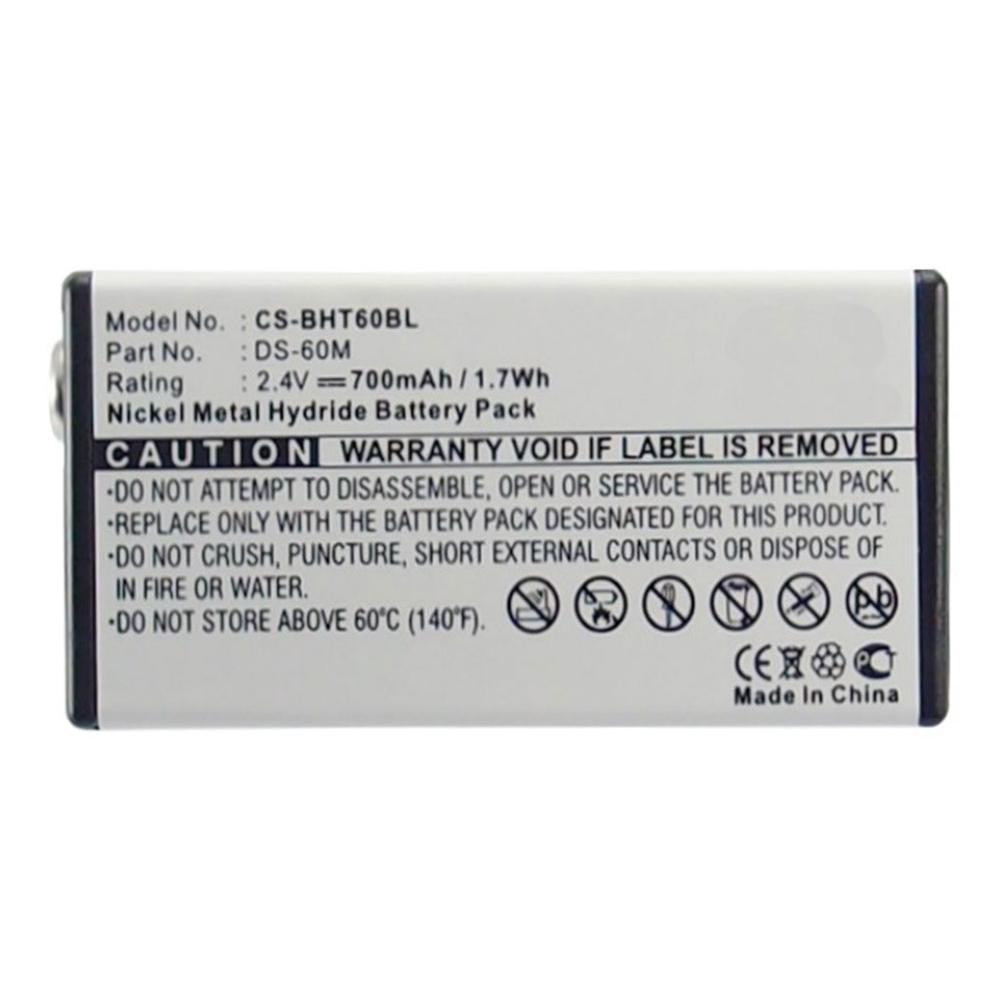 Model No. : CS-BHT60BL
Part No. : DS-60M
Rating : 2.4V ⎓ 700mAh / 1.7Wh
Nickel Metal Hydride Battery Pack
CAUTION WARRANTY VOID IF LABEL IS REMOVED
·DO NOT ATTEMPT TO DISASSEMBLE, OPEN OR SERVICE THE BATTERY PACK.
·REPLACE ONLY WITH THE BATTERY PACK DESIGNATED FOR THIS PRODUCT.
·DO NOT CRUSH, PUNCTURE, SHORT EXTERNAL CONTACTS OR DISPOSE OF
IN FIRE OR WATER.
·DO NOT STORE ABOVE 60°C (140°F).
Pb
CE
Made In China